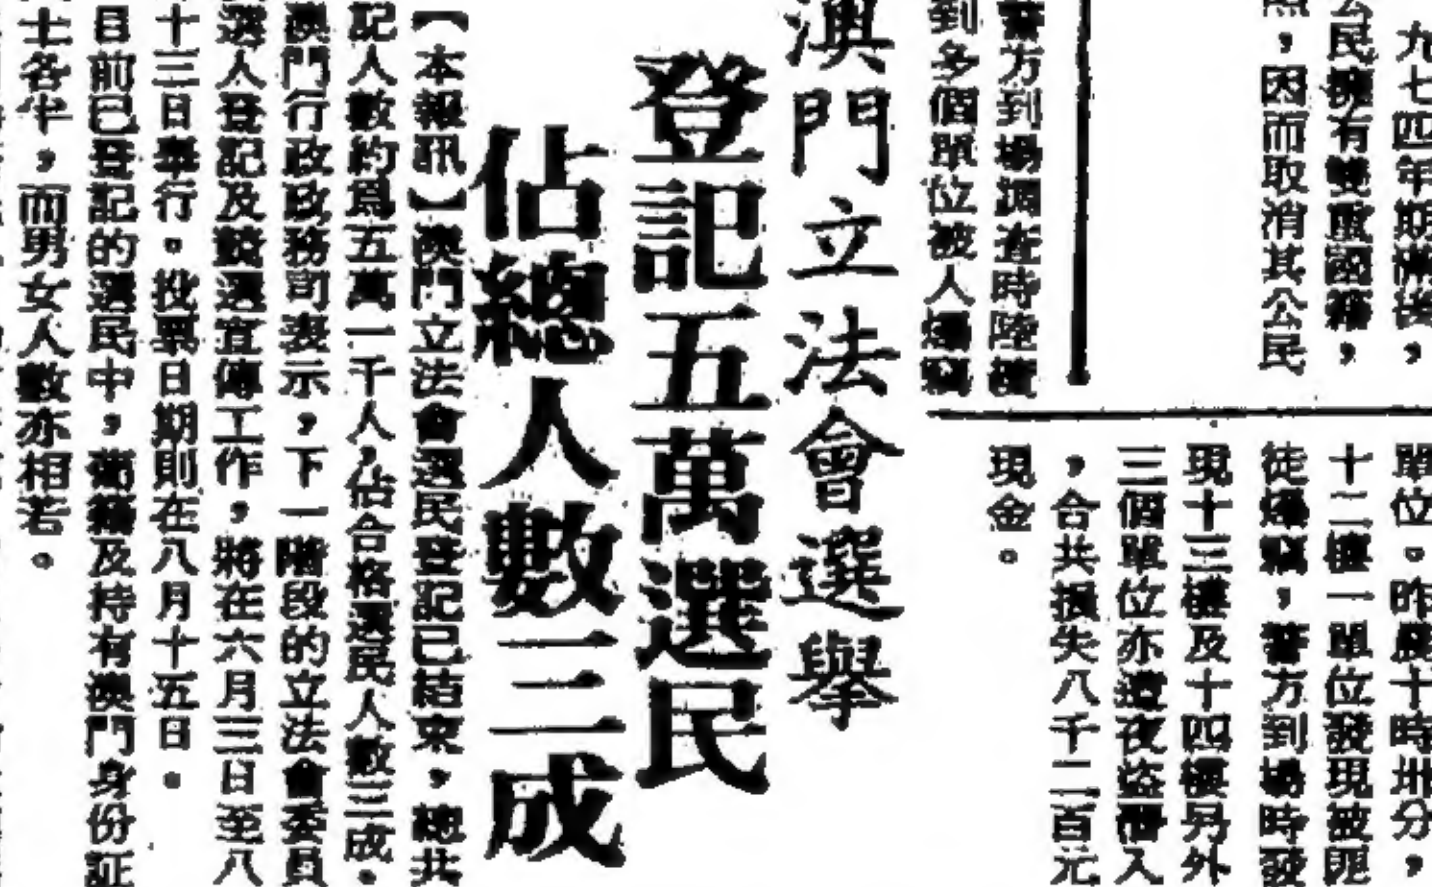 九七四年期滿後，
公民擁有雙重國籍，
照，因而取消其公民
單位。昨晨十時卅分，
十二樓一單位發現被匪
徒爆竊，警方到場時發
現十三樓及十四樓另外
三個單位亦遭夜盜潛入
，合共損失八千二百元
現金。
警方到場調查時陸續
到多個單位被人爆竊
澳門立法會選舉
登記五萬選民
佔總人數三成
【本報訊】澳門立法會選民登記已結束，總共
記人數約爲五萬一千人，佔合格選民人數三成。
澳門行政政務司表示，下一階段的立法會委員
選人登記及競選宣傳工作，將在六月三日至八
十三日舉行。投票日期則在八月十五日。
目前已登記的選民中，葡籍及持有澳門身份証
士各半，而男女人數亦相若。